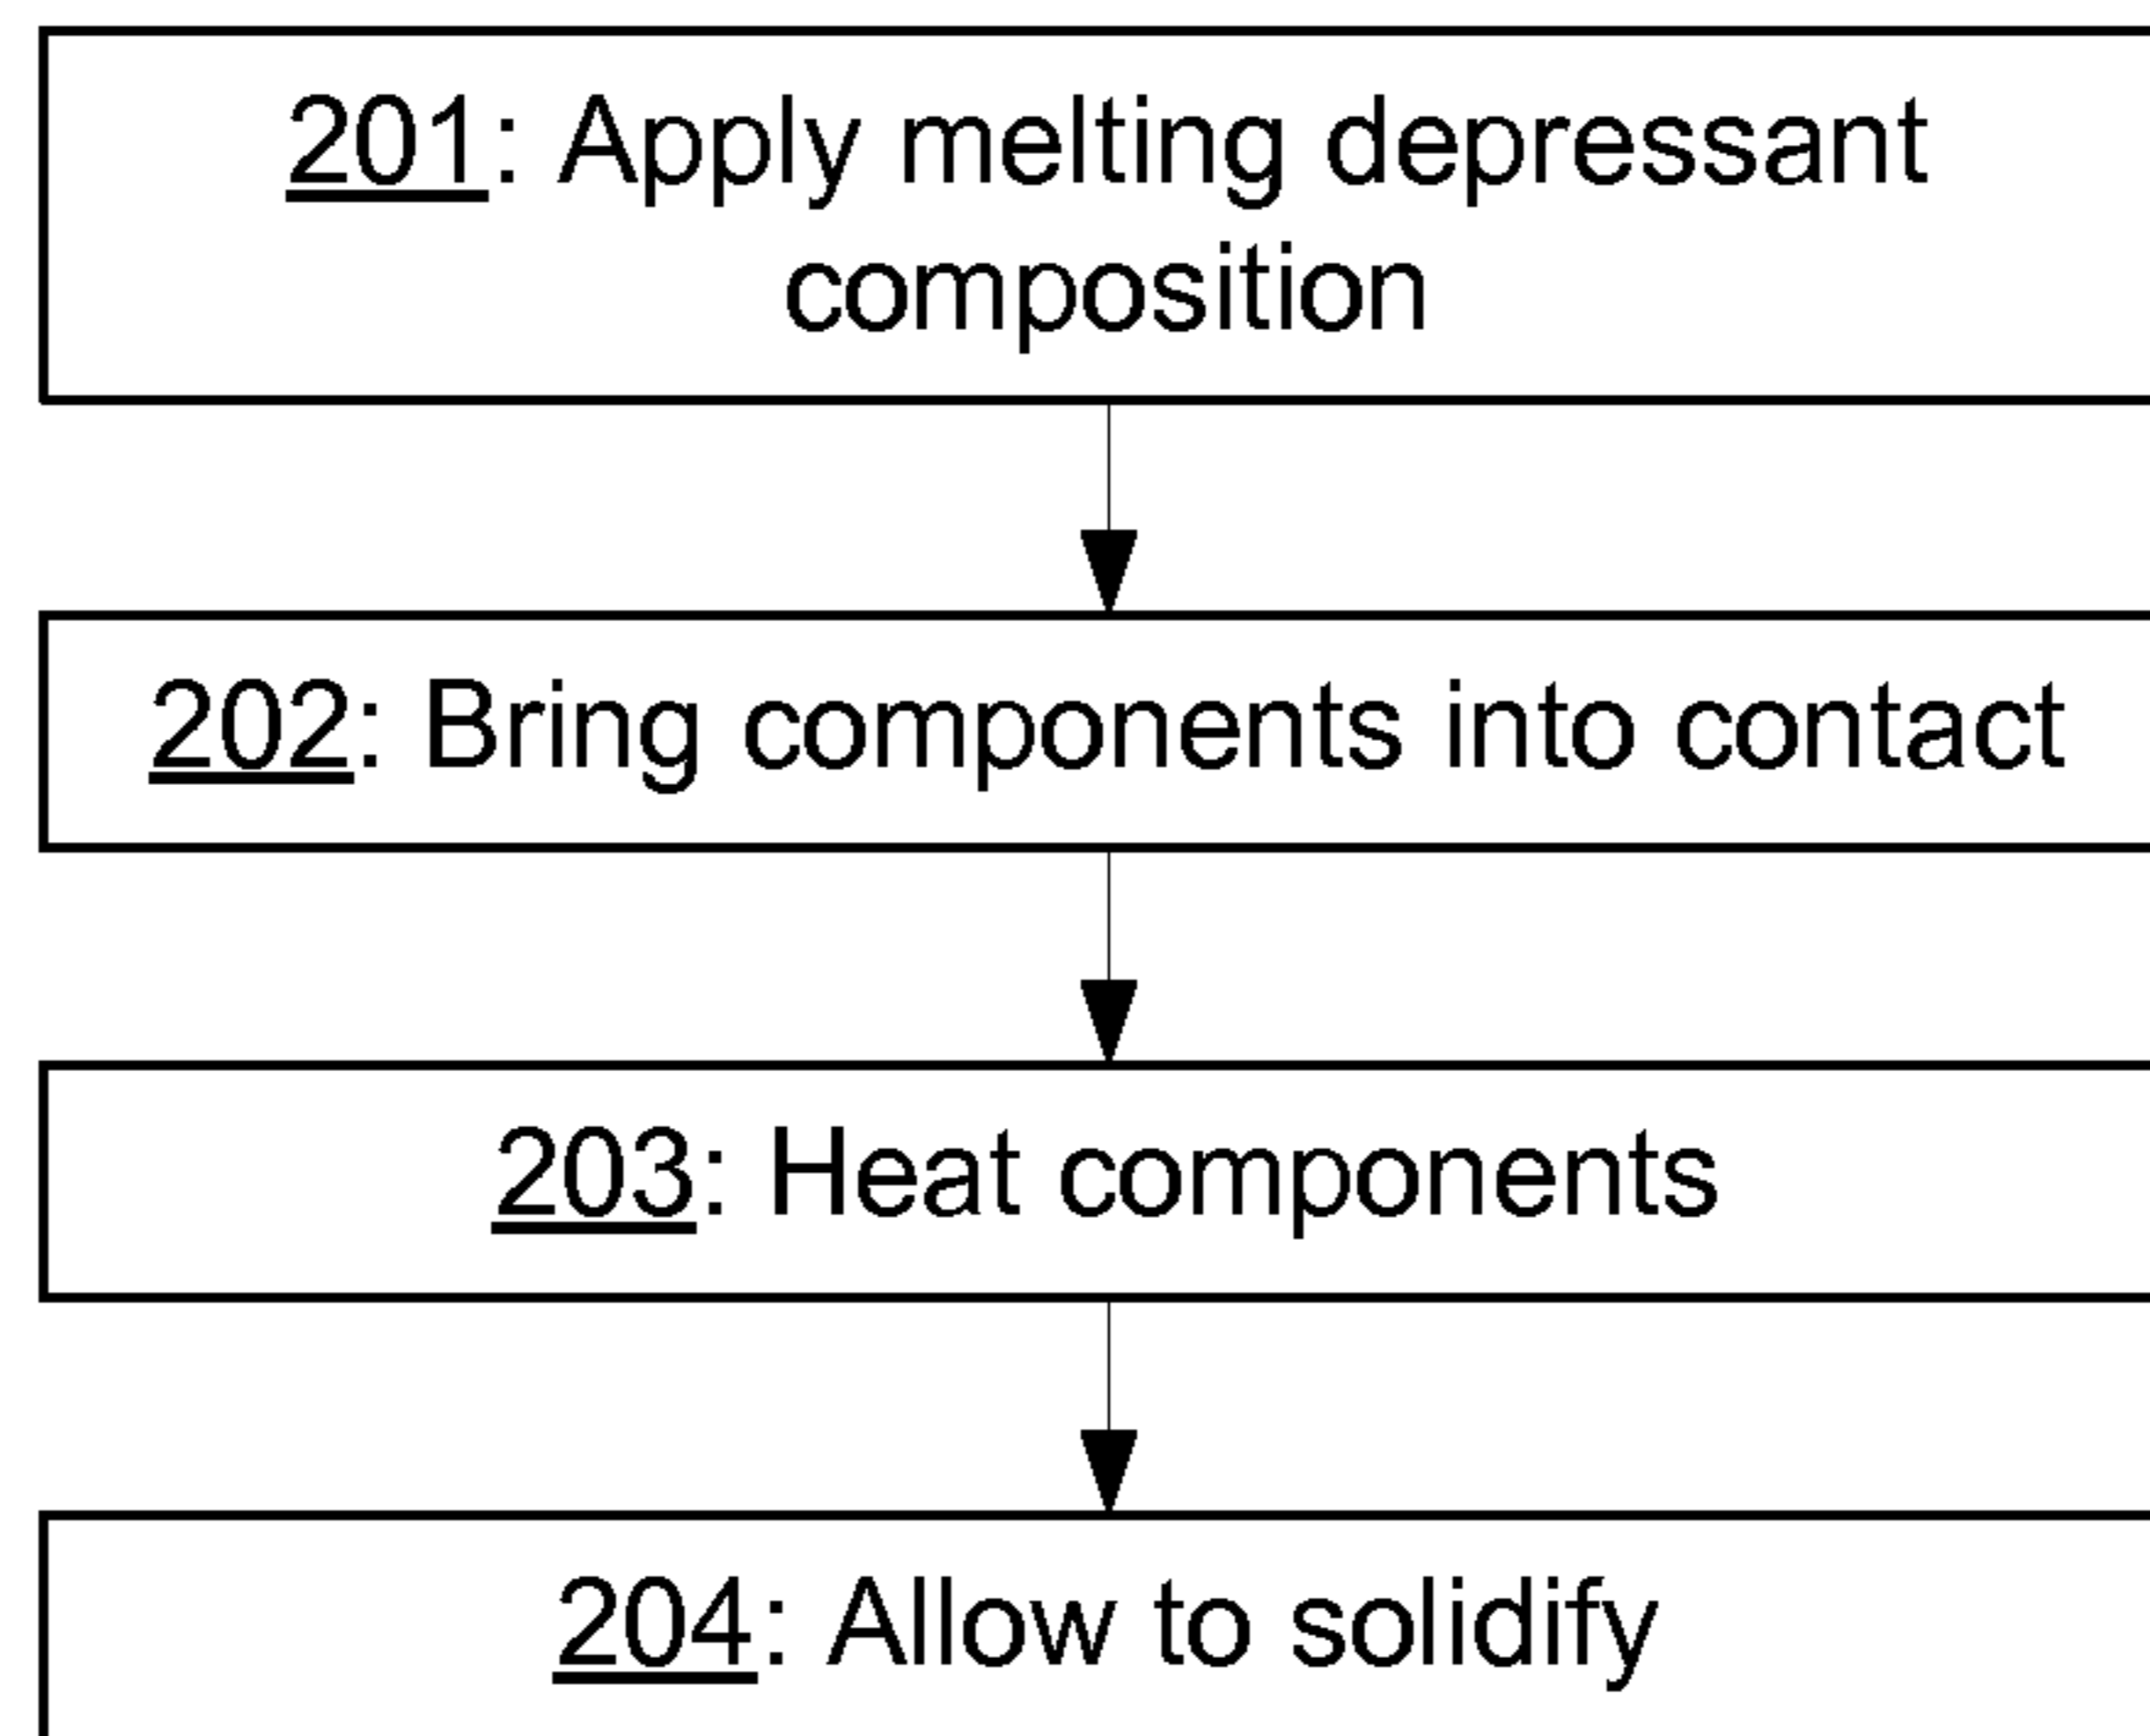 201: Apply melting depressant
composition
202: Bring components into contact
203: Heat components
204: Allow to solidify